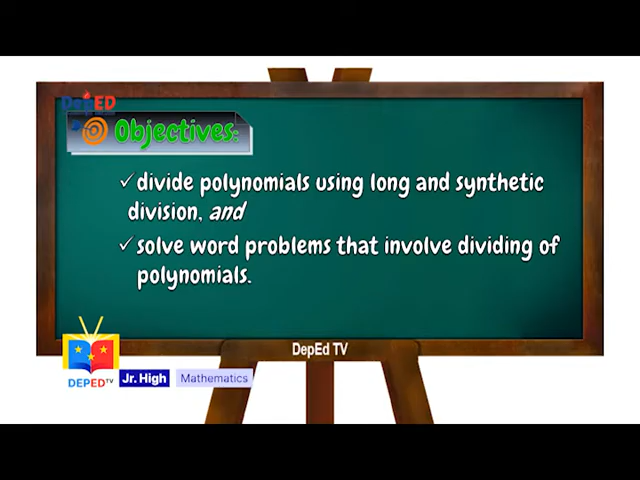 DepED
Objectives:
✓divide polynomials using long and synthetic
division, and
✓solve word problems that involve dividing of
polynomials.
DepEd TV
DEPED TV
Jr. High
Mathematics